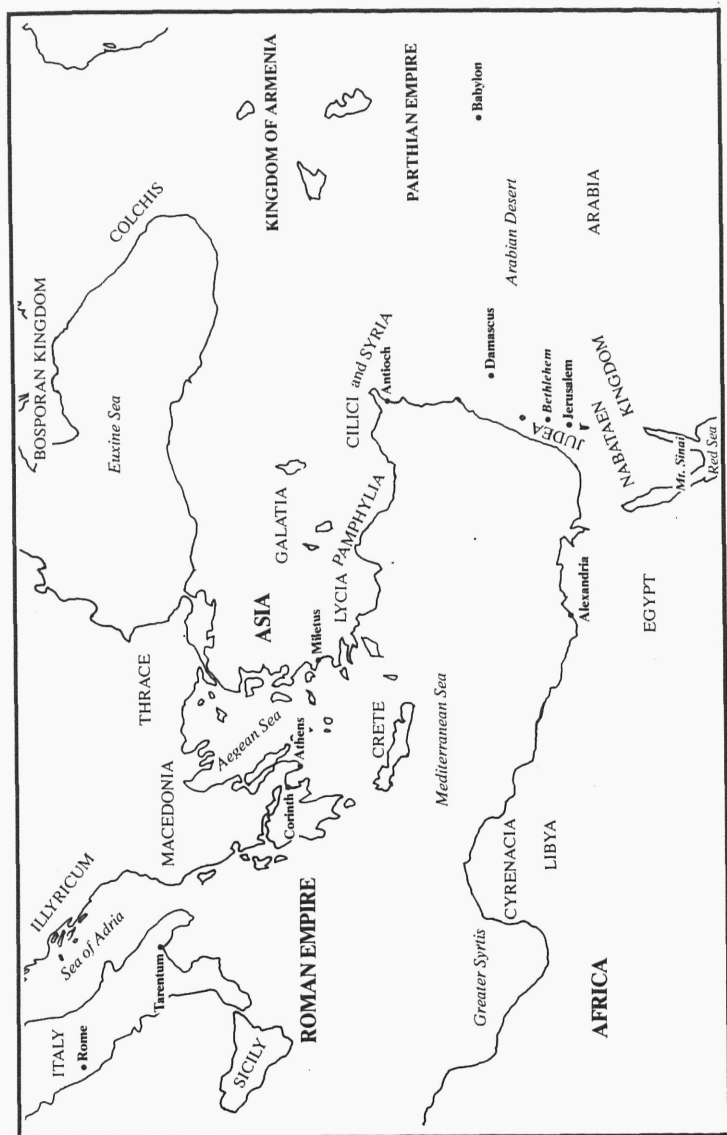 BOSPORAN KINGDOM
COLCHIS
Euxine Sea
KINGDOM OF ARMENIA
PARTHIAN EMPIRE
Babylon
ITALY
Rome
ILLYRICUM
Sea of Adria
Tarentum
SICILY
ROMAN EMPIRE
MACEDONIA
THRACE
Aegean Sea
Athens
Corinth
ASIA
Miletus
GALATIA
LYCIA
PAMPHYLIA
CILICI and SYRIA
Antioch
CRETE
Mediterranean Sea
Damascus
Arabian Desert
ARABIA
Bethlehem
Jerusalem
JUDEA
NABATAEN
KINGDOM
Mt. Sinai
Red Sea
Alexandria
EGYPT
CYRENACIA
LIBYA
Greater Syrtis
AFRICA